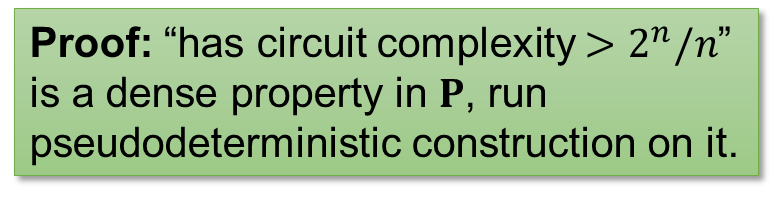 Proof: “has circuit complexity > 2ⁿ/n”
is a dense property in P, run
pseudodeterministic construction on it.